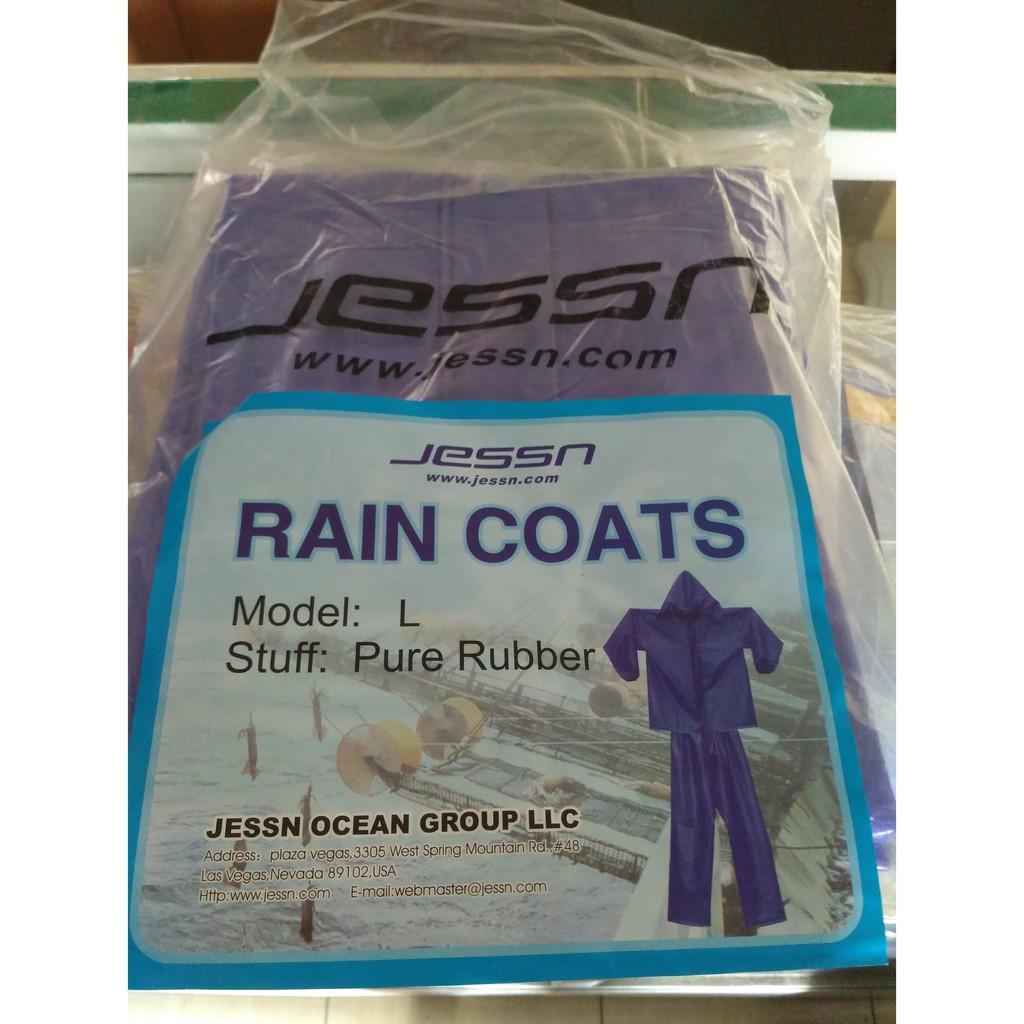 Jessn
www.jessn.com
Jessn
www.jessn.com
RAIN COATS
Model: L
Stuff: Pure Rubber
JESSN OCEAN GROUP LLC
Address: plaza vegas,3305 West Spring Mountain Rd.,#48
Las Vegas,Nevada 89102,USA
Http:www.jessn.com E-mail:webmaster@jessn.com